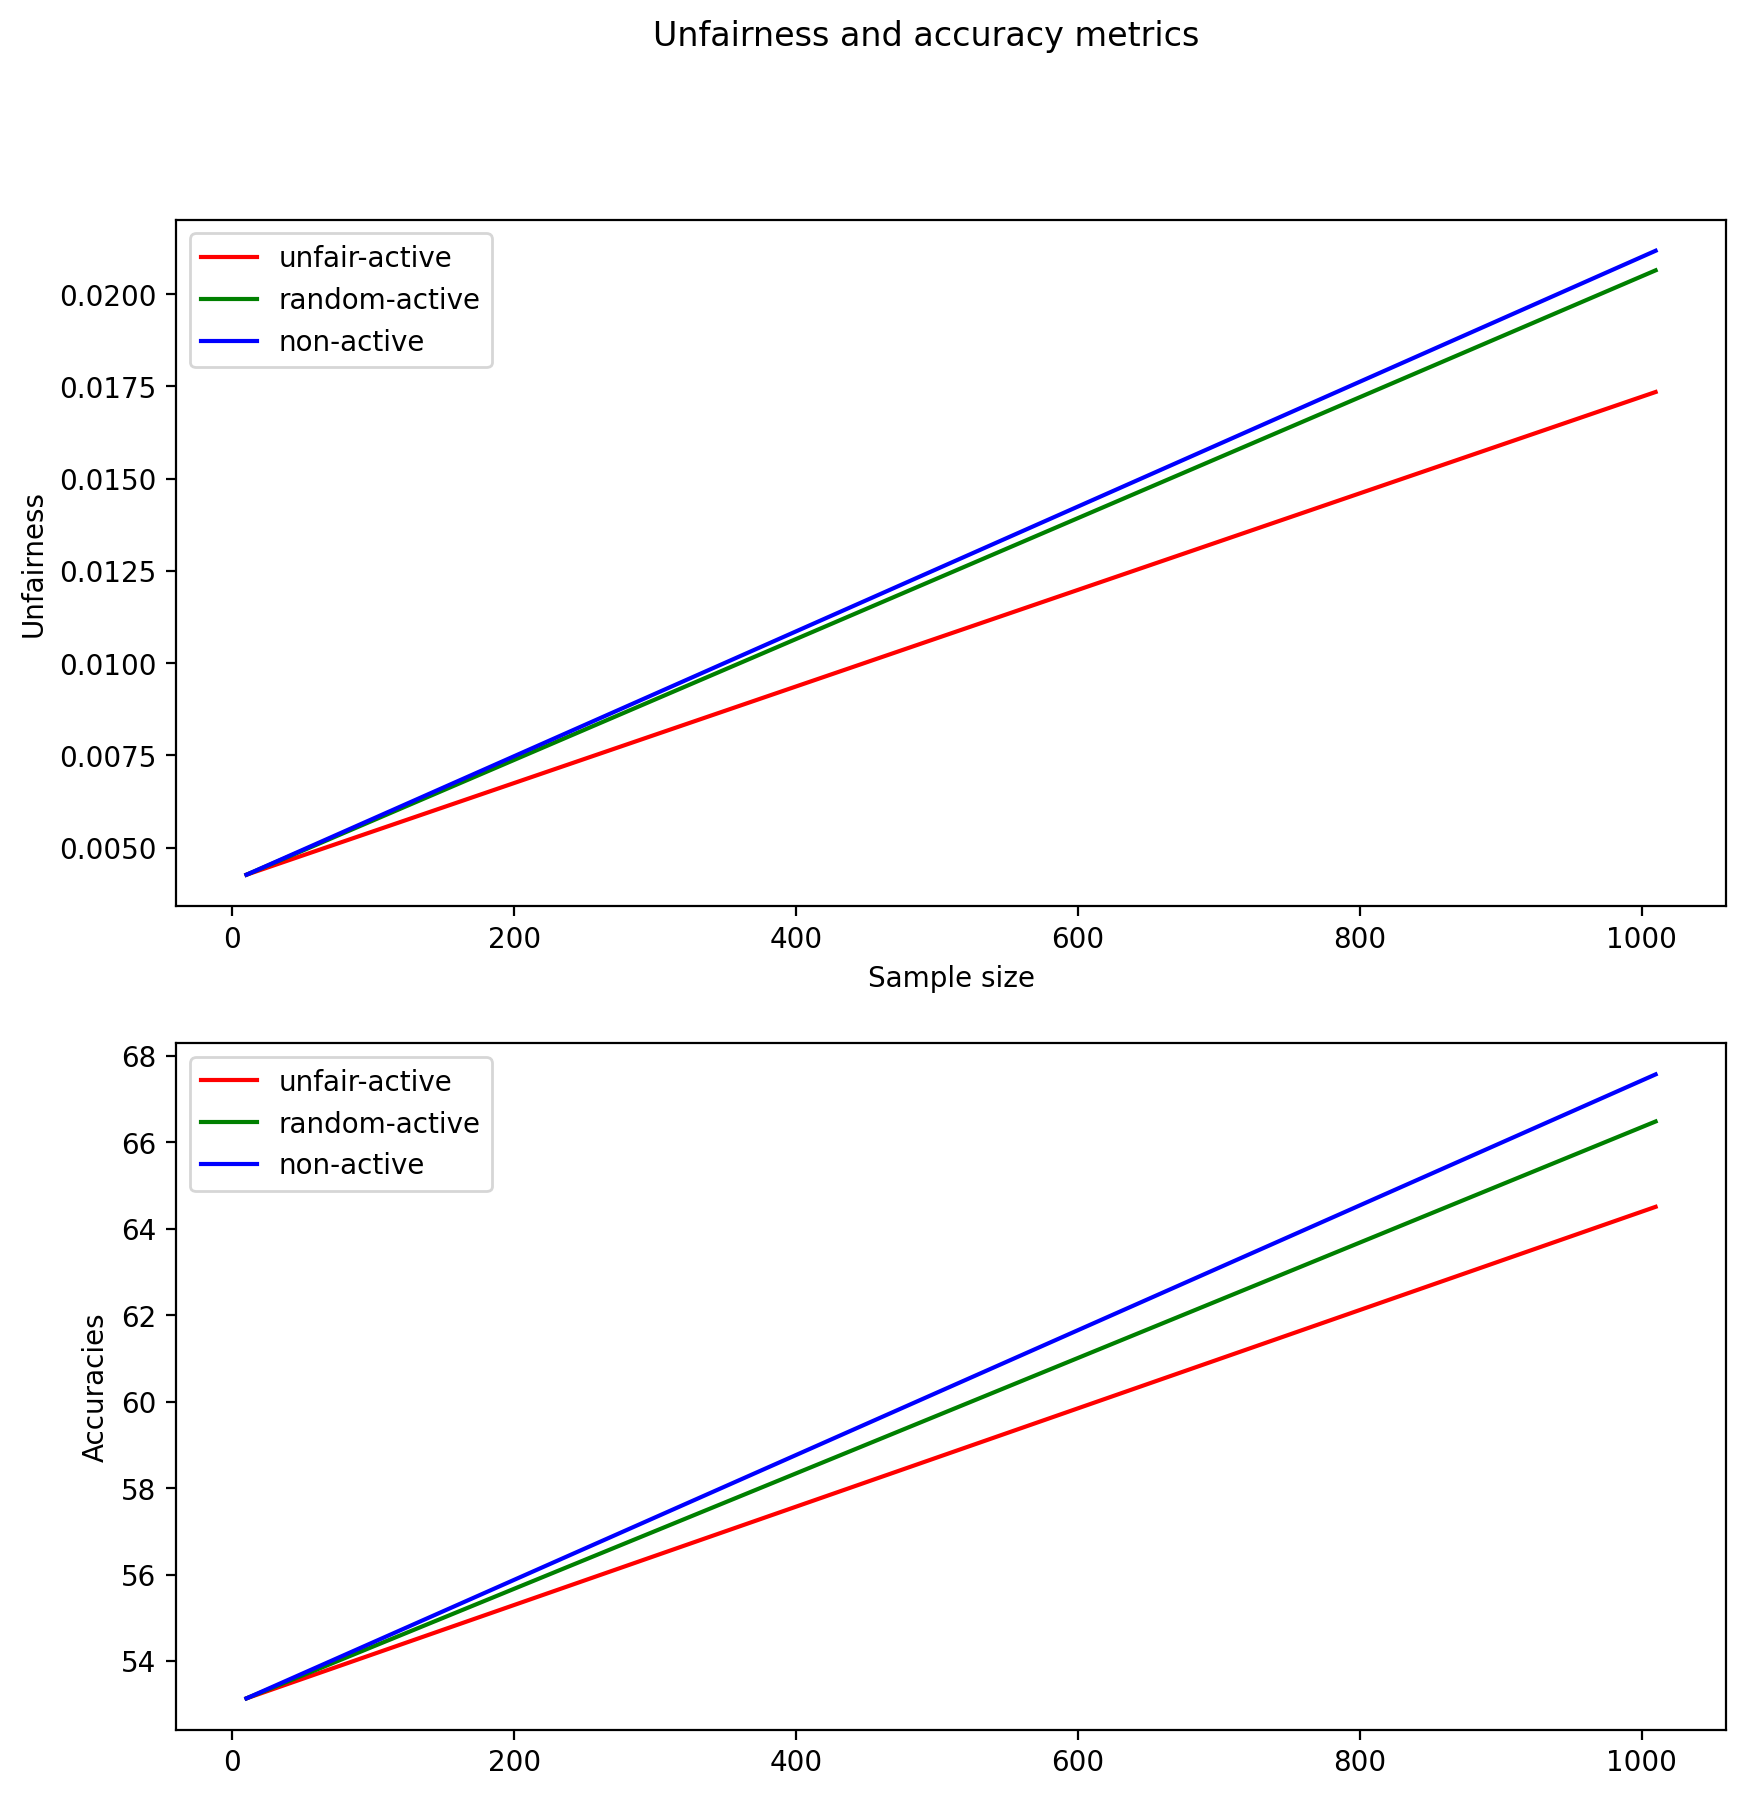 Unfairness and accuracy metrics
unfair-active
random-active
non-active
0.0200
0.0175
0.0150
0.0125
0.0100
0.0075
0.0050
Unfairness
0 200 400 600 800 1000
Sample size
unfair-active
random-active
non-active
68
66
64
62
60
58
56
54
Accuracies
0 200 400 600 800 1000